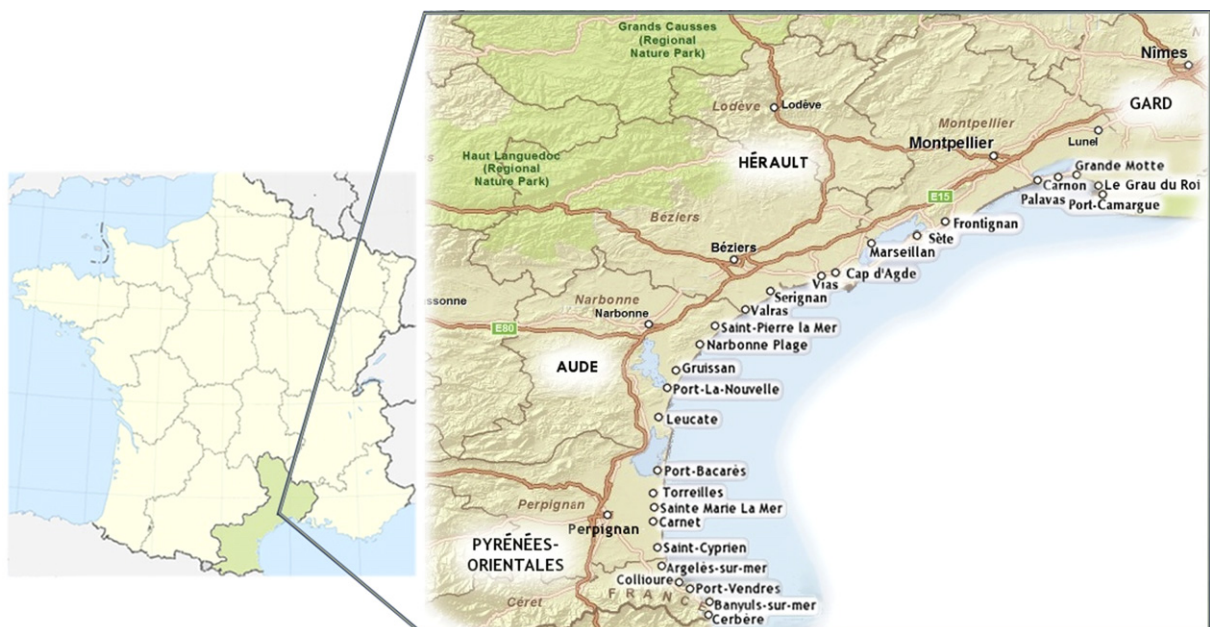 Grands Causses
(Regional
Nature Park)
Nîmes
GARD
Lodève
Lodève
Montpellier
Montpellier
Lunel
HÉRAULT
Haut Languedoc
(Regional
Nature Park)
Grande Motte
Carnon
Le Grau du Roi
Palavas
Port-Camargue
E15
Béziers
Frontignan
Sète
Béziers
Marseillan
Cap d'Agde
Vias
Serignan
ssonne
Narbonne
Narbonne
Valras
E80
Saint-Pierre la Mer
Narbonne Plage
AUDE
Gruissan
Port-La-Nouvelle
Leucate
Port-Bacarès
Torreilles
Perpignan
Sainte Marie La Mer
Carnet
Perpignan
PYRÉNÉES-
ORIENTALES
Saint-Cyprien
Argelès-sur-mer
Collioure
Port-Vendres
FRANCE
Céret
Banyuls-sur-mer
Cerbère